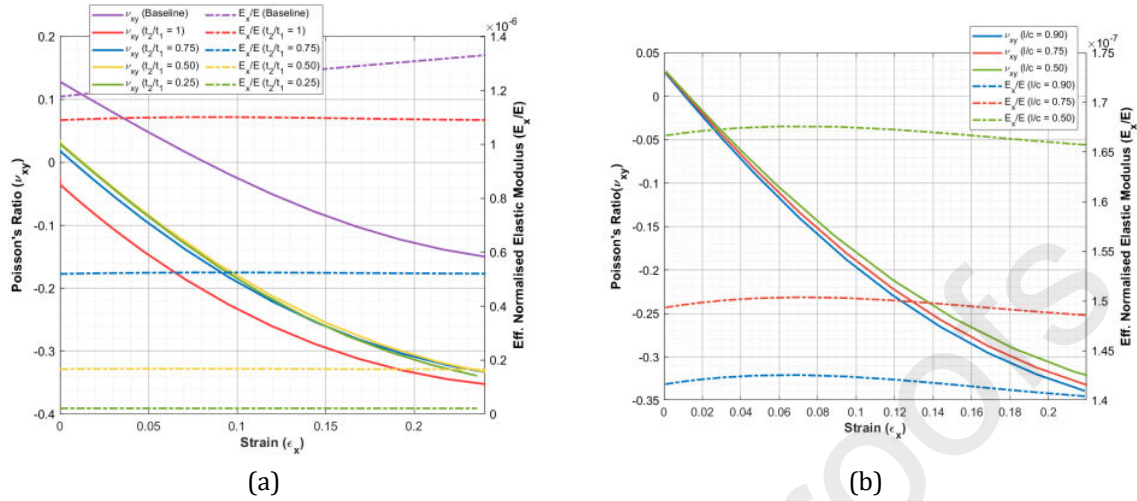 ν_xy (Baseline)
ν_xy (t_2/t_1 = 1)
ν_xy (t_2/t_1 = 0.75)
ν_xy (t_2/t_1 = 0.50)
ν_xy (t_2/t_1 = 0.25)
E_x/E (Baseline)
E_x/E (t_2/t_1 = 1)
E_x/E (t_2/t_1 = 0.75)
E_x/E (t_2/t_1 = 0.50)
E_x/E (t_2/t_1 = 0.25)
×10^-6
0.2
0.1
0
-0.1
-0.2
-0.3
-0.4
Poisson's Ratio (ν_xy)
0
0.05
0.1
0.15
0.2
Strain (ε_x)
1.4
1.2
1
0.8
0.6
0.4
0.2
0
Eff. Normalised Elastic Modulus (E_x/E)
(a)
ν_xy (l/c = 0.90)
ν_xy (l/c = 0.75)
ν_xy (l/c = 0.50)
E_x/E (l/c = 0.90)
E_x/E (l/c = 0.75)
E_x/E (l/c = 0.50)
×10^-7
0.05
0
-0.05
-0.1
-0.15
-0.2
-0.25
-0.3
-0.35
Poisson's Ratio(ν_xy)
0
0.02
0.04
0.06
0.08
0.1
0.12
0.14
0.16
0.18
0.2
Strain (ε_x)
1.75
1.7
1.65
1.6
1.55
1.5
1.45
1.4
Eff. Normalised Elastic Modulus (E_x/E)
(b)
oofs